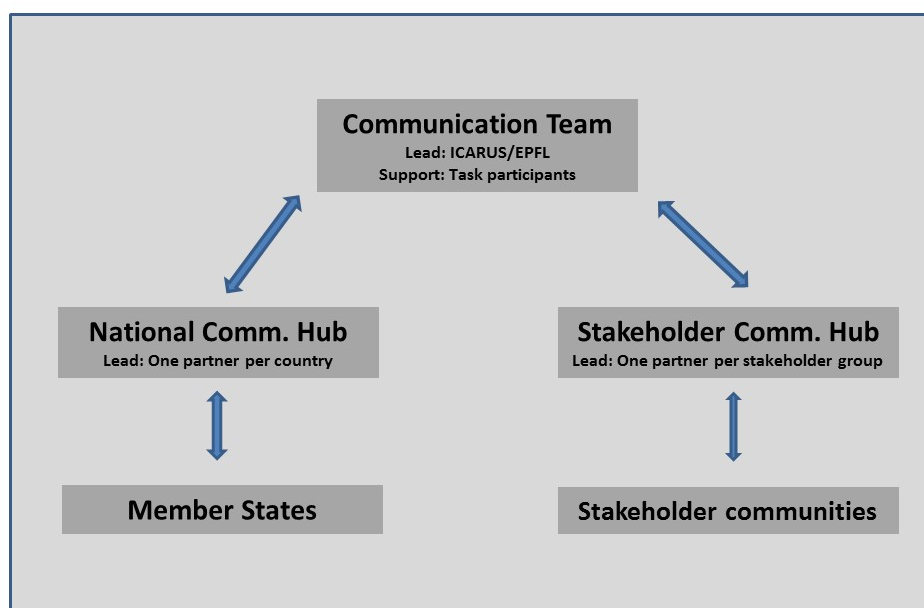 Communication Team
Lead: ICARUS/EPFL
Support: Task participants
National Comm. Hub
Lead: One partner per country
Stakeholder Comm. Hub
Lead: One partner per stakeholder group
Member States
Stakeholder communities